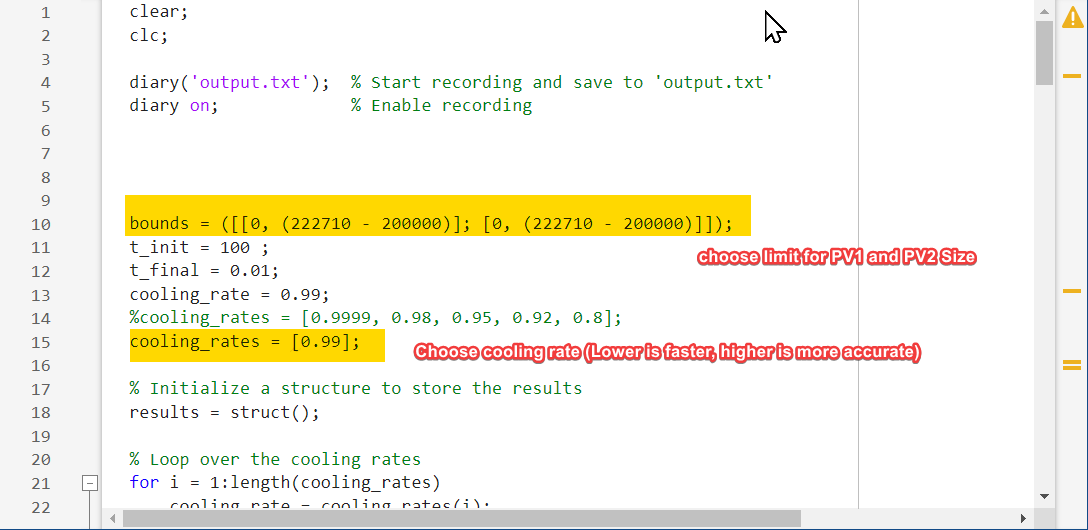 1 clear;
2 clc;
3
4 diary('output.txt');  % Start recording and save to 'output.txt'
5 diary on;             % Enable recording
6
7
8
9
10 bounds = ([[0, (222710 - 200000)]; [0, (222710 - 200000)]]);
11 t_init = 100 ;
choose limit for PV1 and PV2 Size
12 t_final = 0.01;
13 cooling_rate = 0.99;
14 %cooling_rates = [0.9999, 0.98, 0.95, 0.92, 0.8];
15 cooling_rates = [0.99];
Choose cooling rate (Lower is faster, higher is more accurate)
16
17 % Initialize a structure to store the results
18 results = struct();
19
20 % Loop over the cooling rates
21 for i = 1:length(cooling_rates)
22     cooling_rate = cooling_rates(i);